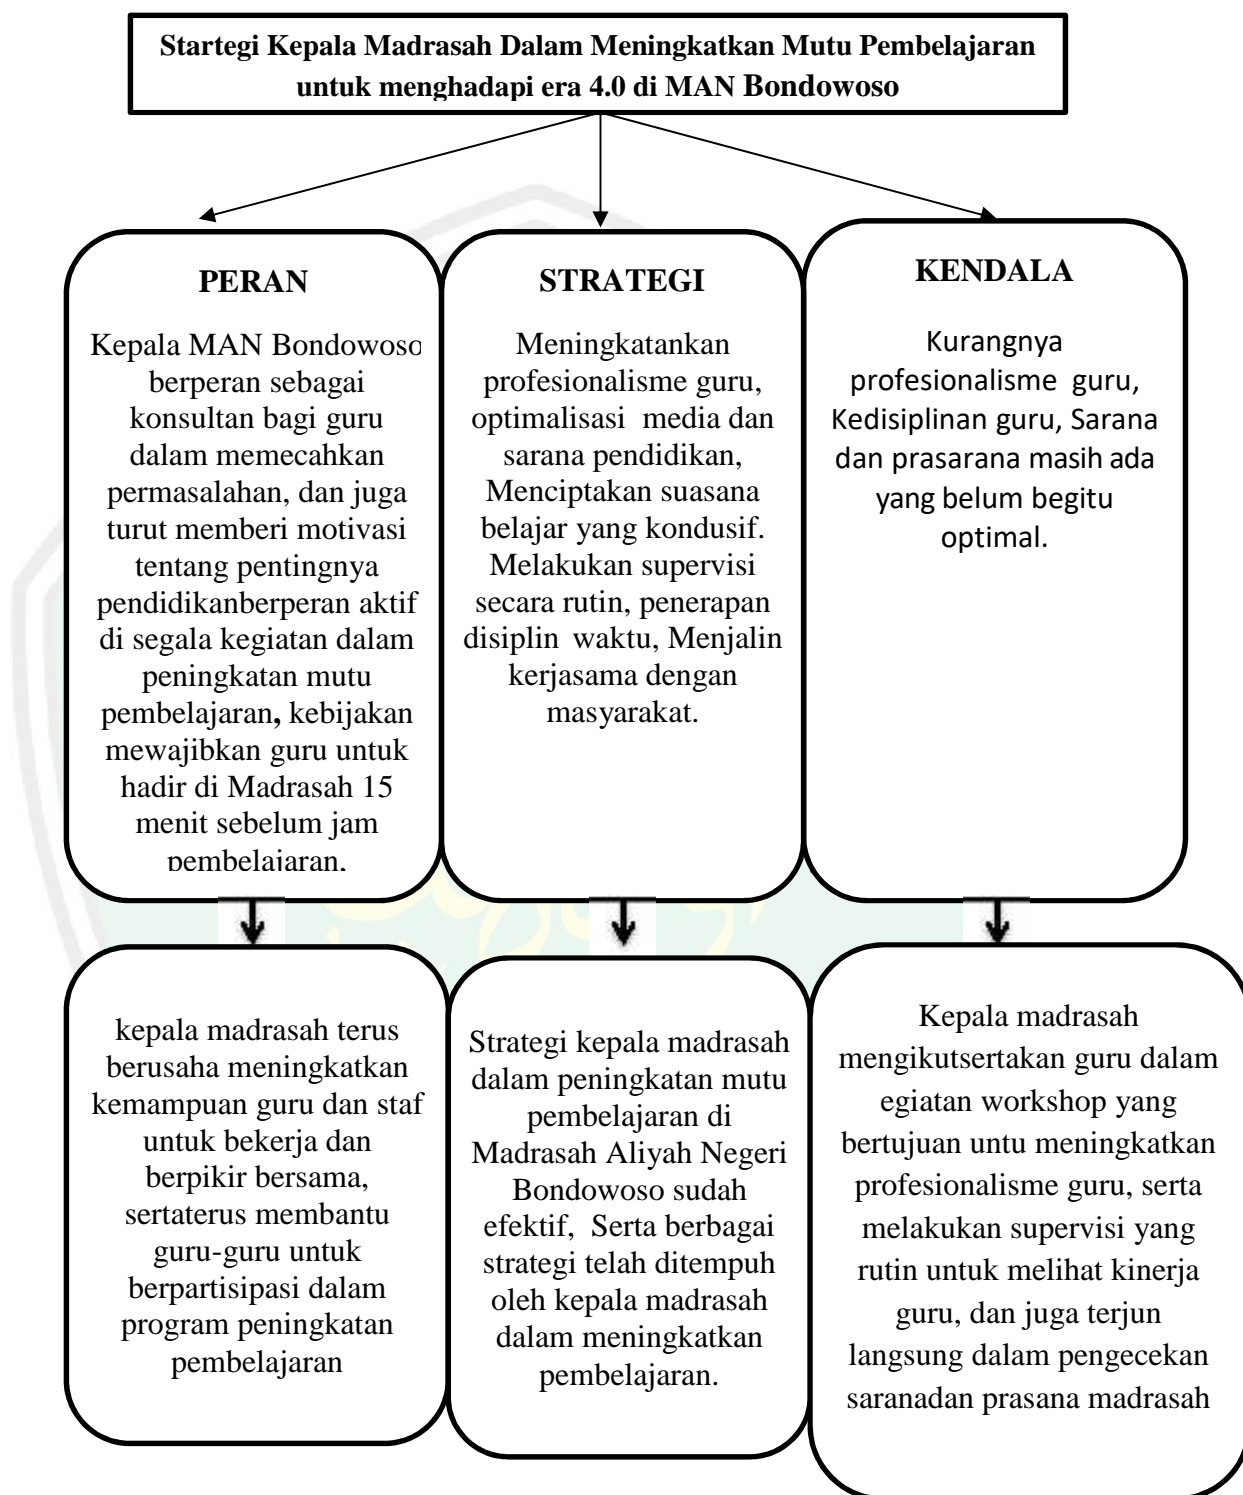 Startegi Kepala Madrasah Dalam Meningkatkan Mutu Pembelajaran
untuk menghadapi era 4.0 di MAN Bondowoso
PERAN
Kepala MAN Bondowoso
berperan sebagai
konsultan bagi guru
dalam memecahkan
permasalahan, dan juga
turut memberi motivasi
tentang pentingnya
pendidikanberperan aktif
di segala kegiatan dalam
peningkatan mutu
pembelajaran, kebijakan
mewajibkan guru untuk
hadir di Madrasah 15
menit sebelum jam
pembelajaran.
STRATEGI
Meningkatankan
profesionalisme guru,
optimalisasi media dan
sarana pendidikan,
Menciptakan suasana
belajar yang kondusif.
Melakukan supervisi
secara rutin, penerapan
disiplin waktu, Menjalin
kerjasama dengan
masyarakat.
KENDALA
Kurangnya
profesionalisme guru,
Kedisiplinan guru, Sarana
dan prasarana masih ada
yang belum begitu
optimal.
kepala madrasah terus
berusaha meningkatkan
kemampuan guru dan staf
untuk bekerja dan
berpikir bersama,
sertaterus membantu
guru-guru untuk
berpartisipasi dalam
program peningkatan
pembelajaran
Strategi kepala madrasah
dalam peningkatan mutu
pembelajaran di
Madrasah Aliyah Negeri
Bondowoso sudah
efektif, Serta berbagai
strategi telah ditempuh
oleh kepala madrasah
dalam meningkatkan
pembelajaran.
Kepala madrasah
mengikutsertakan guru dalam
egiatan workshop yang
bertujuan untu meningkatkan
profesionalisme guru, serta
melakukan supervisi yang
rutin untuk melihat kinerja
guru, dan juga terjun
langsung dalam pengecekan
saranadan prasana madrasah